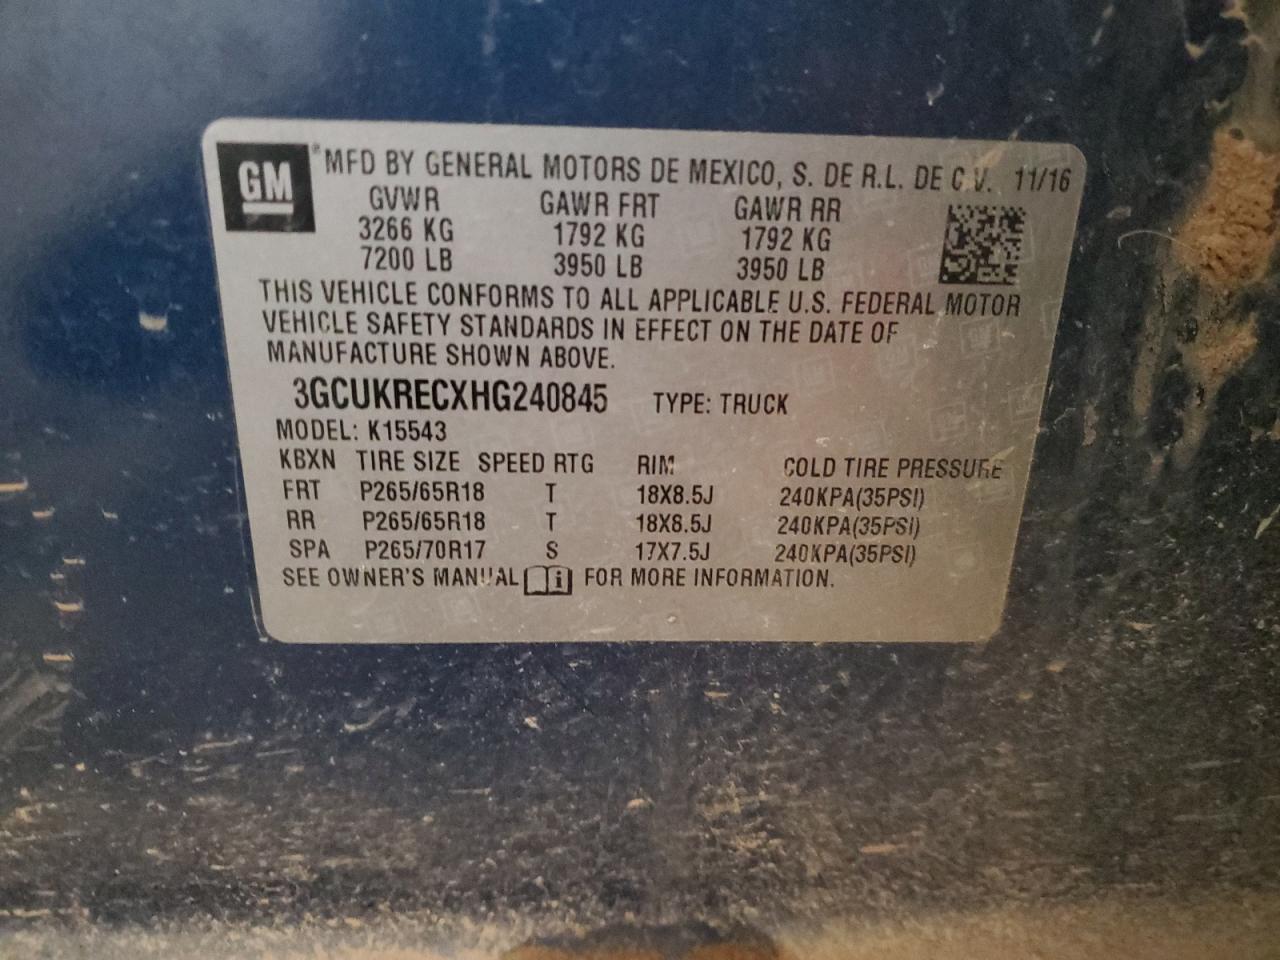 GM ® MFD BY GENERAL MOTORS DE MEXICO, S. DE R.L. DE C.V. 11/16
GVWR GAWR FRT GAWR RR
3266 KG 1792 KG 1792 KG
7200 LB 3950 LB 3950 LB
THIS VEHICLE CONFORMS TO ALL APPLICABLE U.S. FEDERAL MOTOR
VEHICLE SAFETY STANDARDS IN EFFECT ON THE DATE OF
MANUFACTURE SHOWN ABOVE.
3GCUKRECXHG240845 TYPE: TRUCK
MODEL: K15543
KBXN TIRE SIZE SPEED RTG RIM COLD TIRE PRESSURE
FRT P265/65R18 T 18X8.5J 240KPA(35PSI)
RR P265/65R18 T 18X8.5J 240KPA(35PSI)
SPA P265/70R17 S 17X7.5J 240KPA(35PSI)
SEE OWNER'S MANUAL i FOR MORE INFORMATION.